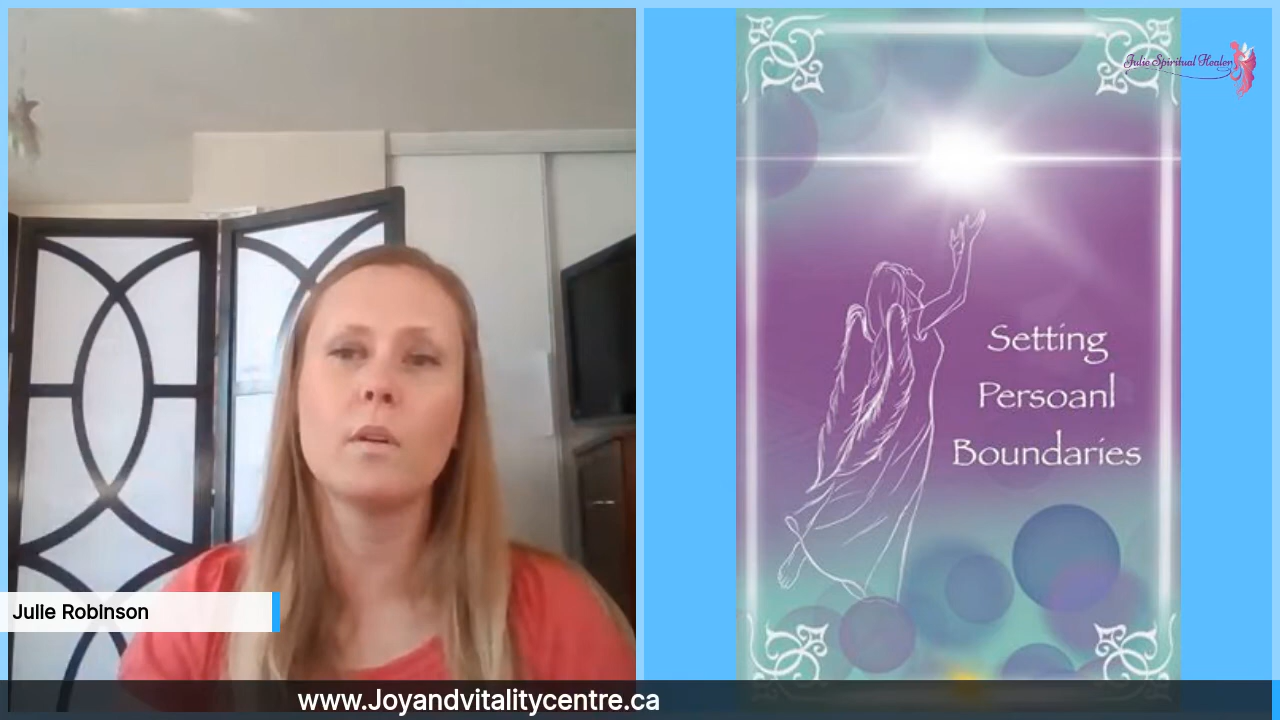 Julie Spiritual Healer
Setting
Persoanl
Boundaries
Julie Robinson
www.Joyandvitalitycentre.ca